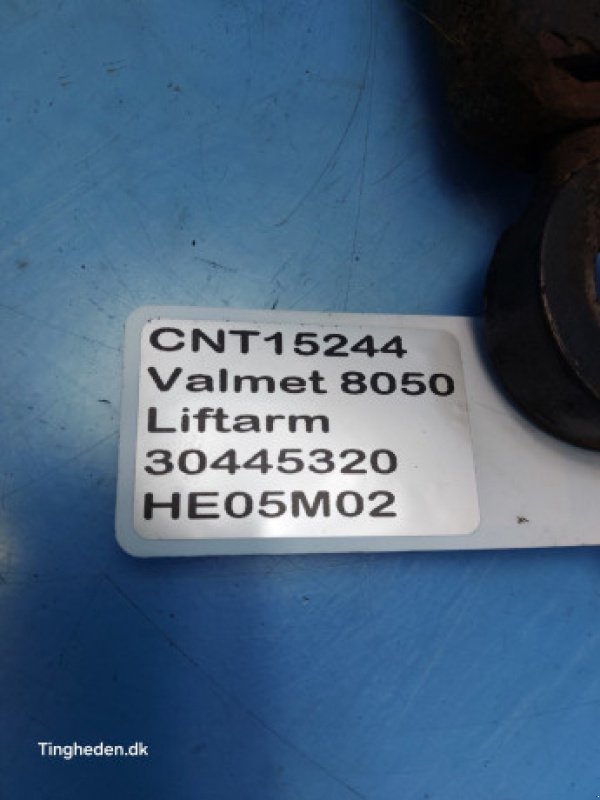 CNT15244
Valmet 8050
Liftarm
30445320
HE05M02
Tingheden.dk